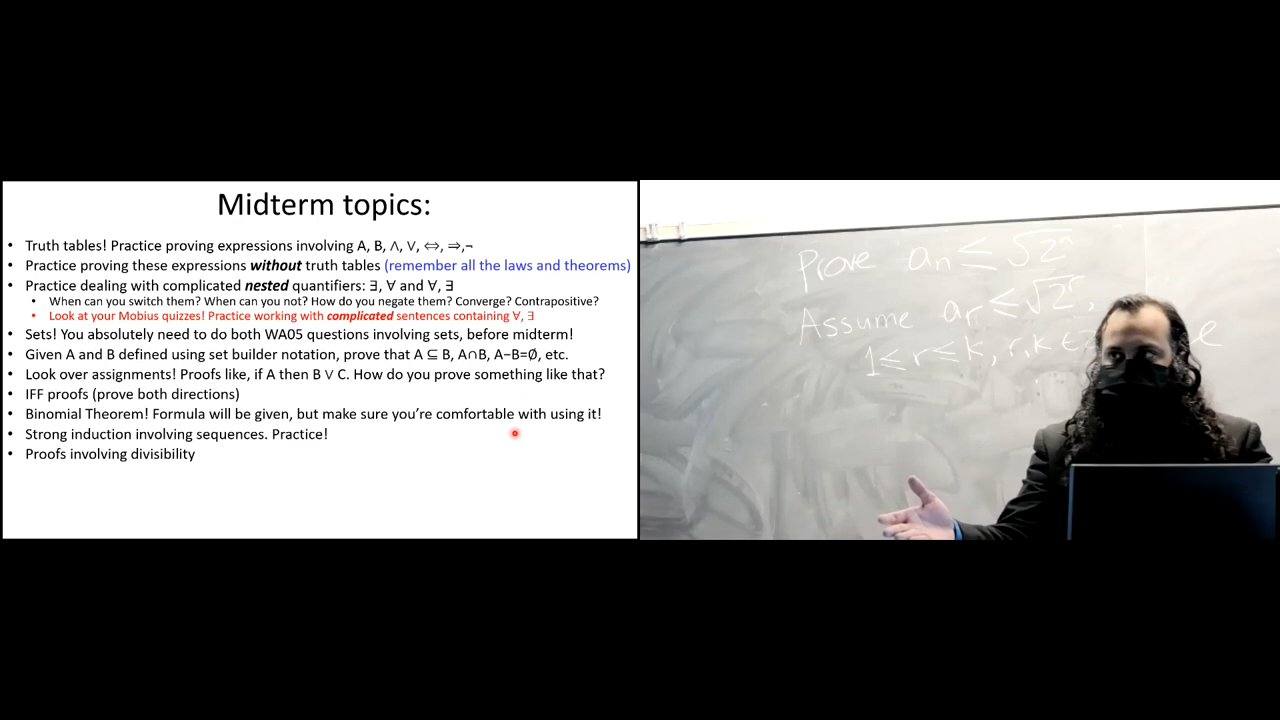 Midterm topics:
• Truth tables! Practice proving expressions involving A, B, ∧, ∨, ⇔, ⇒,¬
• Practice proving these expressions without truth tables (remember all the laws and theorems)
• Practice dealing with complicated nested quantifiers: ∃, ∀ and ∀, ∃
• When can you switch them? When can you not? How do you negate them? Converge? Contrapositive?
• Look at your Mobius quizzes! Practice working with complicated sentences containing ∀, ∃
• Sets! You absolutely need to do both WA05 questions involving sets, before midterm!
• Given A and B defined using set builder notation, prove that A ⊆ B, A∩B, A−B=∅, etc.
• Look over assignments! Proofs like, if A then B ∨ C. How do you prove something like that?
• IFF proofs (prove both directions)
• Binomial Theorem! Formula will be given, but make sure you're comfortable with using it!
• Strong induction involving sequences. Practice!
• Proofs involving divisibility
Prove aₙ ≤ √2ⁿ
Assume aᵣ ≤ √2ʳ,
1 ≤ r ≤ k, r,k ∈